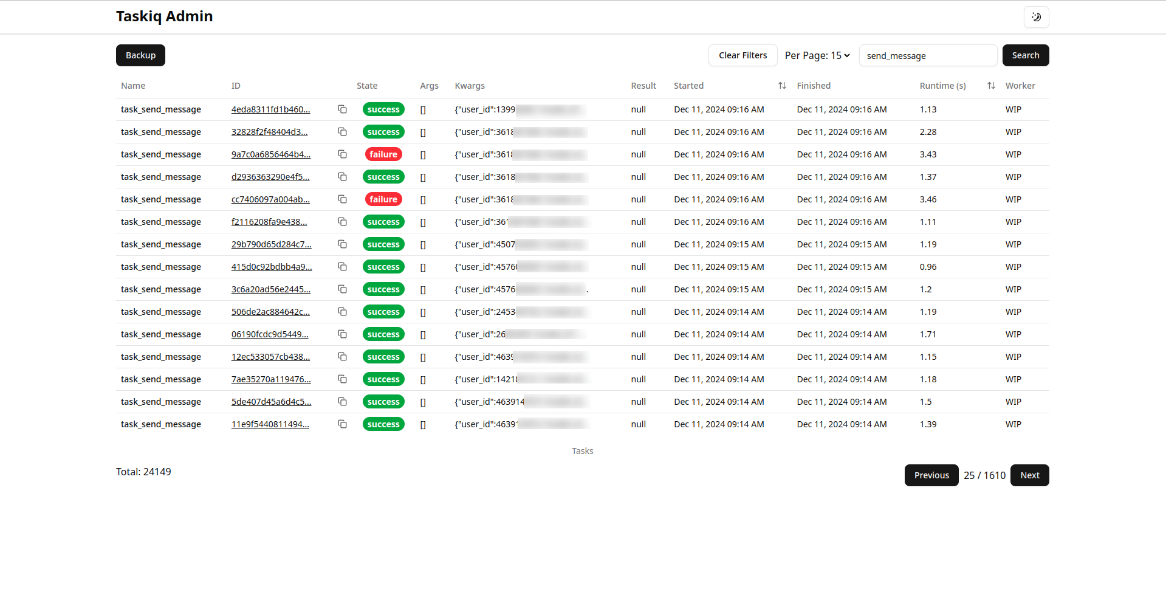 Taskiq Admin
Backup Clear Filters Per Page: 15 send_message Search
Name ID State Args Kwargs Result Started Finished Runtime (s) Worker
task_send_message 4eda8311fd1b460... success [] {"user_id":1399 null Dec 11, 2024 09:16 AM Dec 11, 2024 09:16 AM 1.13 WIP
task_send_message 32828f2f48404d3... success [] {"user_id":3618 null Dec 11, 2024 09:16 AM Dec 11, 2024 09:16 AM 2.28 WIP
task_send_message 9a7c0a6856464b4... failure [] {"user_id":361 null Dec 11, 2024 09:16 AM Dec 11, 2024 09:16 AM 3.43 WIP
task_send_message d2936363290e4f5... success [] {"user_id":3618 null Dec 11, 2024 09:16 AM Dec 11, 2024 09:16 AM 1.37 WIP
task_send_message cc7406097a004ab... failure [] {"user_id":3618 null Dec 11, 2024 09:16 AM Dec 11, 2024 09:16 AM 3.46 WIP
task_send_message f2116208fa9e438... success [] {"user_id":36 null Dec 11, 2024 09:16 AM Dec 11, 2024 09:16 AM 1.11 WIP
task_send_message 29b790d65d284c7... success [] {"user_id":4507 null Dec 11, 2024 09:15 AM Dec 11, 2024 09:15 AM 1.19 WIP
task_send_message 415d0c92bdbb4a9... success [] {"user_id":4576 null Dec 11, 2024 09:15 AM Dec 11, 2024 09:15 AM 0.96 WIP
task_send_message 3c6a20ad56e2445... success [] {"user_id":4576 null Dec 11, 2024 09:15 AM Dec 11, 2024 09:15 AM 1.2 WIP
task_send_message 506de2ac884642c... success [] {"user_id":2453 null Dec 11, 2024 09:15 AM Dec 11, 2024 09:15 AM 1.19 WIP
task_send_message 06190fcdc9d5449... success [] {"user_id":26 null Dec 11, 2024 09:14 AM Dec 11, 2024 09:14 AM 1.71 WIP
task_send_message 12ec533057cb438... success [] {"user_id":463 null Dec 11, 2024 09:14 AM Dec 11, 2024 09:14 AM 1.15 WIP
task_send_message 7ae35270a119476... success [] {"user_id":1421 null Dec 11, 2024 09:14 AM Dec 11, 2024 09:14 AM 1.18 WIP
task_send_message 5de407d45a6d4c5... success [] {"user_id":463914 null Dec 11, 2024 09:14 AM Dec 11, 2024 09:14 AM 1.5 WIP
task_send_message 11e9f5440811494... success [] {"user_id":4639 null Dec 11, 2024 09:14 AM Dec 11, 2024 09:14 AM 1.39 WIP
Tasks
Total: 24149 Previous 25 / 1610 Next